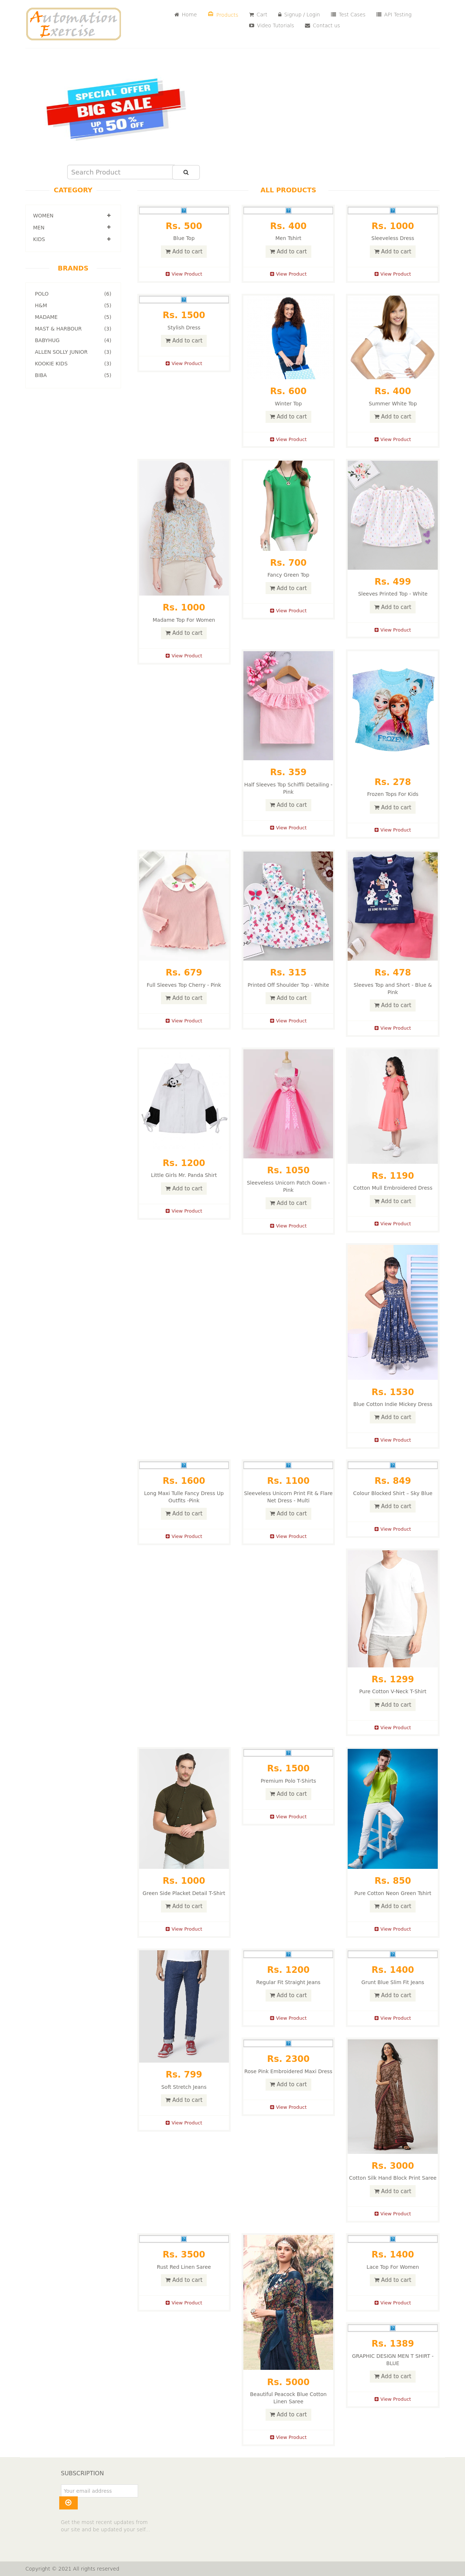 Automation
Exercise
Home
Products
Cart
Signup / Login
Test Cases
API Testing
Video Tutorials
Contact us
SPECIAL OFFER
BIG SALE
UP TO 50% OFF
Search Product
CATEGORY
WOMEN
MEN
KIDS
BRANDS
POLO (6)
H&M (5)
MADAME (5)
MAST & HARBOUR (3)
BABYHUG (4)
ALLEN SOLLY JUNIOR (3)
KOOKIE KIDS (3)
BIBA (5)
ALL PRODUCTS
Rs. 500
Blue Top
Add to cart
View Product
Rs. 400
Men Tshirt
Add to cart
View Product
Rs. 1000
Sleeveless Dress
Add to cart
View Product
Rs. 1500
Stylish Dress
Add to cart
View Product
Rs. 600
Winter Top
Add to cart
View Product
Rs. 400
Summer White Top
Add to cart
View Product
Rs. 1000
Madame Top For Women
Add to cart
View Product
Rs. 700
Fancy Green Top
Add to cart
View Product
Rs. 499
Sleeves Printed Top - White
Add to cart
View Product
Rs. 359
Half Sleeves Top Schiffli Detailing -
Pink
Add to cart
View Product
FROZEN
Rs. 278
Frozen Tops For Kids
Add to cart
View Product
Rs. 679
Full Sleeves Top Cherry - Pink
Add to cart
View Product
Rs. 315
Printed Off Shoulder Top - White
Add to cart
View Product
Rs. 478
Sleeves Top and Short - Blue &
Pink
Add to cart
View Product
Rs. 1200
Little Girls Mr. Panda Shirt
Add to cart
View Product
Rs. 1050
Sleeveless Unicorn Patch Gown -
Pink
Add to cart
View Product
Rs. 1190
Cotton Mull Embroidered Dress
Add to cart
View Product
Rs. 1530
Blue Cotton Indie Mickey Dress
Add to cart
View Product
Rs. 1600
Long Maxi Tulle Fancy Dress Up
Outfits -Pink
Add to cart
View Product
Rs. 1100
Sleeveless Unicorn Print Fit & Flare
Net Dress - Multi
Add to cart
View Product
Rs. 849
Colour Blocked Shirt – Sky Blue
Add to cart
View Product
Rs. 1299
Pure Cotton V-Neck T-Shirt
Add to cart
View Product
Rs. 1000
Green Side Placket Detail T-Shirt
Add to cart
View Product
Rs. 1500
Premium Polo T-Shirts
Add to cart
View Product
Rs. 850
Pure Cotton Neon Green Tshirt
Add to cart
View Product
Rs. 799
Soft Stretch Jeans
Add to cart
View Product
Rs. 1200
Regular Fit Straight Jeans
Add to cart
View Product
Rs. 1400
Grunt Blue Slim Fit Jeans
Add to cart
View Product
Rs. 2300
Rose Pink Embroidered Maxi Dress
Add to cart
View Product
Rs. 3000
Cotton Silk Hand Block Print Saree
Add to cart
View Product
Rs. 3500
Rust Red Linen Saree
Add to cart
View Product
Rs. 5000
Beautiful Peacock Blue Cotton
Linen Saree
Add to cart
View Product
Rs. 1400
Lace Top For Women
Add to cart
View Product
Rs. 1389
GRAPHIC DESIGN MEN T SHIRT -
BLUE
Add to cart
View Product
SUBSCRIPTION
Your email address
Get the most recent updates from
our site and be updated your self...
Copyright © 2021 All rights reserved